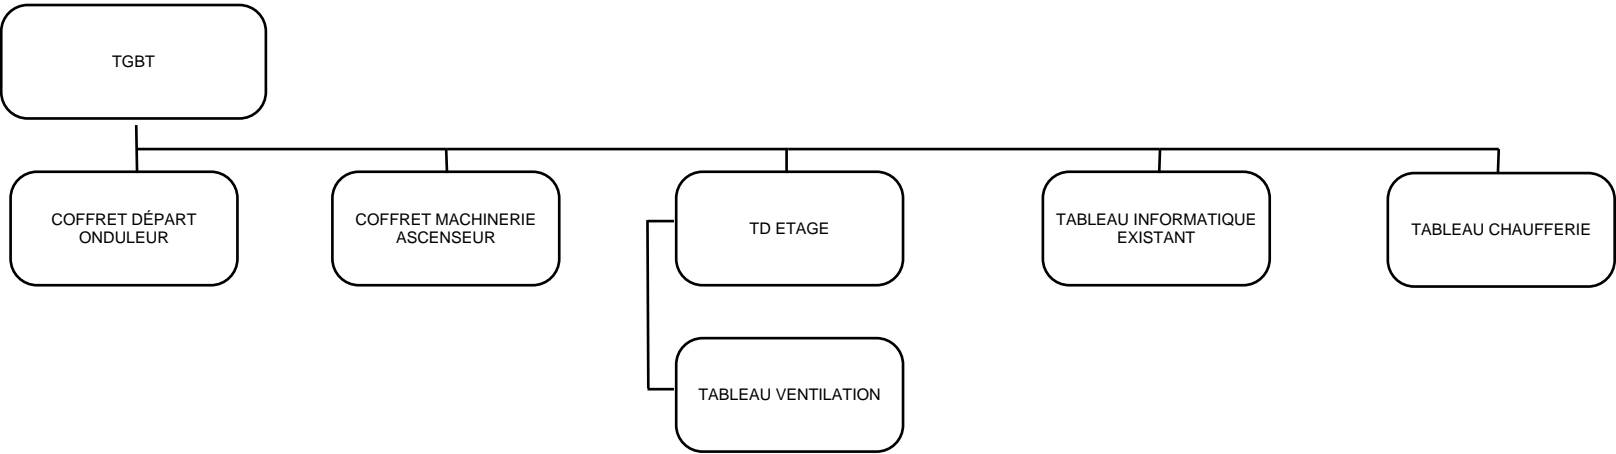 TGBT
COFFRET DÉPART
ONDULEUR
COFFRET MACHINERIE
ASCENSEUR
TD ETAGE
TABLEAU INFORMATIQUE
EXISTANT
TABLEAU CHAUFFERIE
TABLEAU VENTILATION